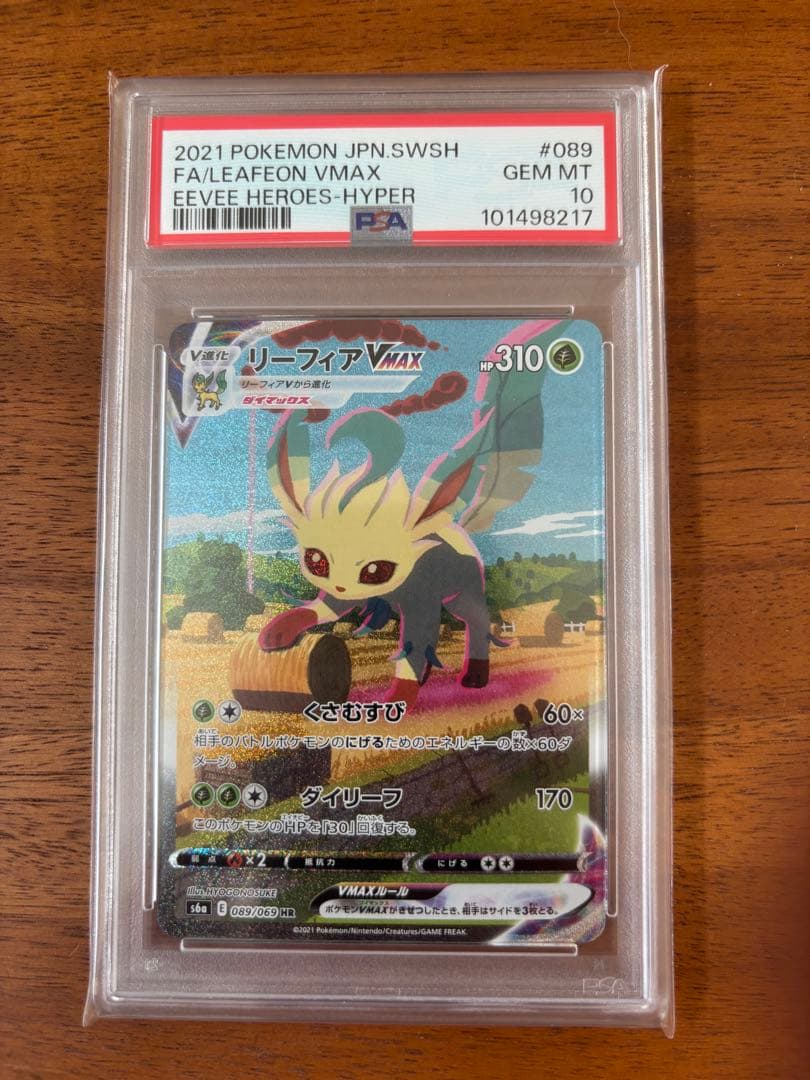 2021 POKEMON JPN.SWSH #089
FA/LEAFEON VMAX GEM MT
EEVEE HEROES-HYPER 10
PSA 101498217
V進化 リーフィアVMAX HP310
リーフィアVから進化
ダイマックス
くさむすび 60×
相手のバトルポケモンのにげるためのエネルギーの数×60ダ
メージ。
ダイリーフ 170
このポケモンのHPを「30」回復する。
弱点 ×2 抵抗力 にげる
illus. HYOGONOSUKE VMAXルール
s6a E 089/069 HR ポケモンVMAXがきぜつしたとき、相手はサイドを3枚とる。
©2021 Pokémon/Nintendo/Creatures/GAME FREAK.
PSA